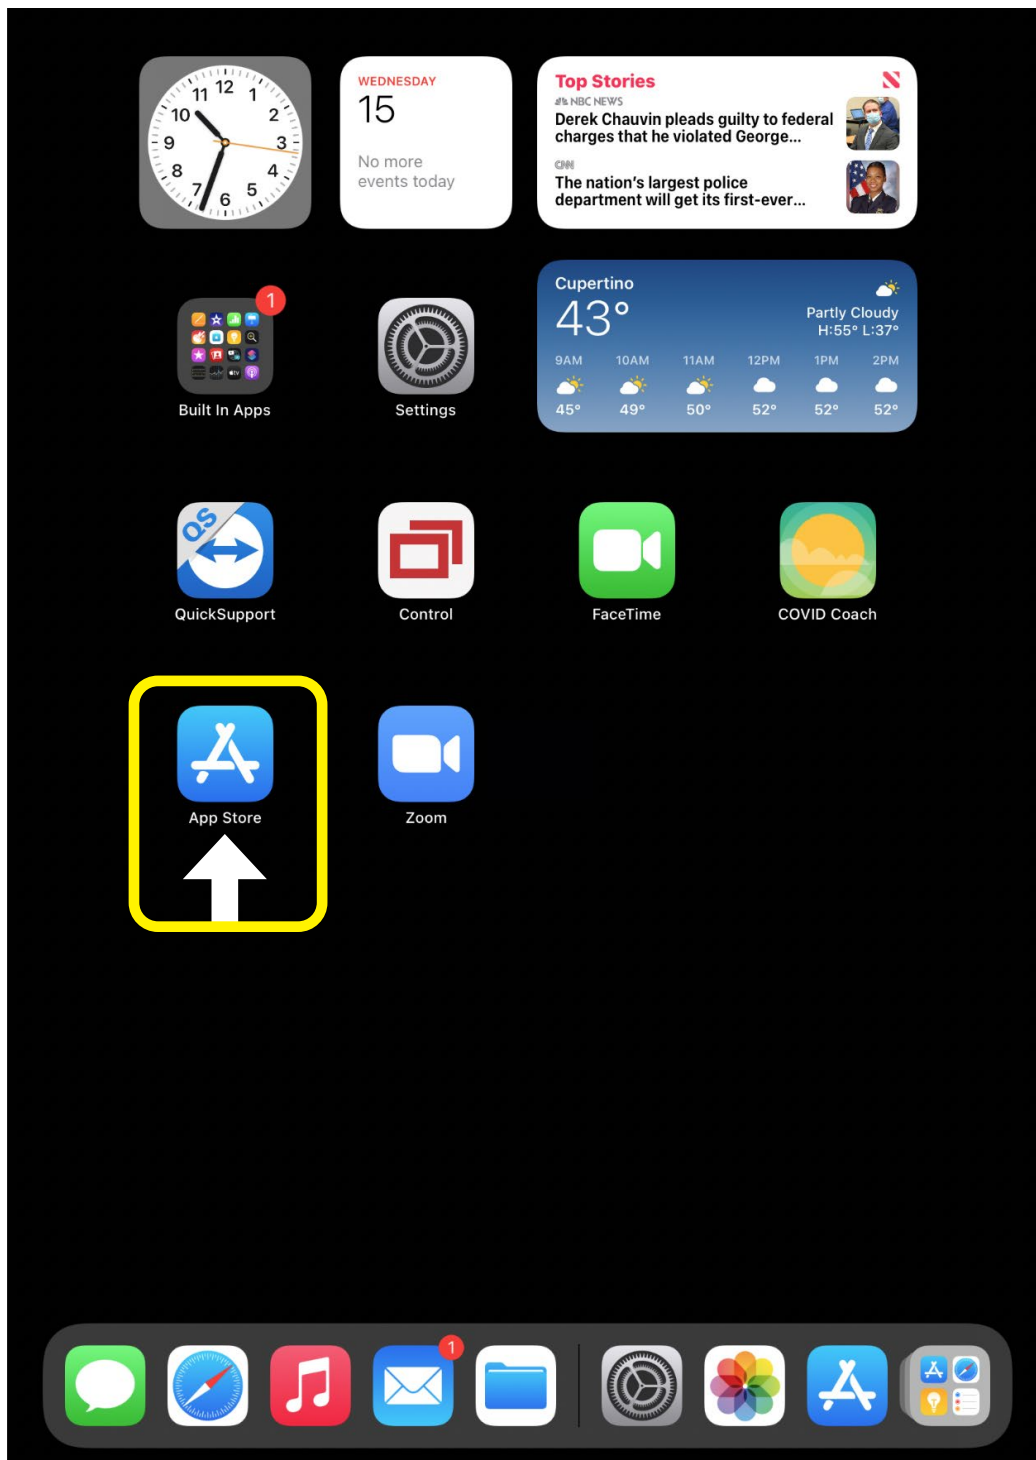 11 12 1
10 2
9 3
8 4
7 6 5
WEDNESDAY
15
No more
events today
Top Stories
NBC NEWS
Derek Chauvin pleads guilty to federal
charges that he violated George...
CNN
The nation's largest police
department will get its first-ever...
1
Built In Apps
Settings
Cupertino
43°
Partly Cloudy
H:55° L:37°
9AM 10AM 11AM 12PM 1PM 2PM
45° 49° 50° 52° 52° 52°
QS
QuickSupport
Control
FaceTime
COVID Coach
App Store
Zoom
1